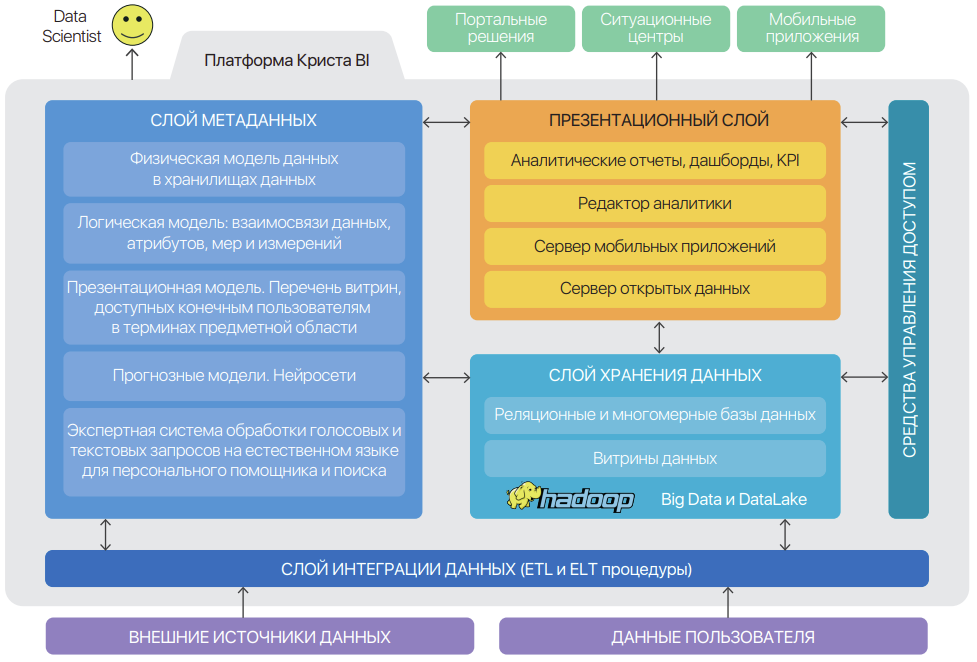 Data
Scientist
Портальные
решения
Ситуационные
центры
Мобильные
приложения
Платформа Криста BI
СЛОЙ МЕТАДАННЫХ
Физическая модель данных
в хранилищах данных
Логическая модель: взаимосвязи данных,
атрибутов, мер и измерений
Презентационная модель. Перечень витрин,
доступных конечным пользователям
в терминах предметной области
Прогнозные модели. Нейросети
Экспертная система обработки голосовых и
текстовых запросов на естественном языке
для персонального помощника и поиска
ПРЕЗЕНТАЦИОННЫЙ СЛОЙ
Аналитические отчеты, дашборды, KPI
Редактор аналитики
Сервер мобильных приложений
Сервер открытых данных
СЛОЙ ХРАНЕНИЯ ДАННЫХ
Реляционные и многомерные базы данных
Витрины данных
hadoop
Big Data и DataLake
СРЕДСТВА УПРАВЛЕНИЯ ДОСТУПОМ
СЛОЙ ИНТЕГРАЦИИ ДАННЫХ (ETL и ELT процедуры)
ВНЕШНИЕ ИСТОЧНИКИ ДАННЫХ
ДАННЫЕ ПОЛЬЗОВАТЕЛЯ